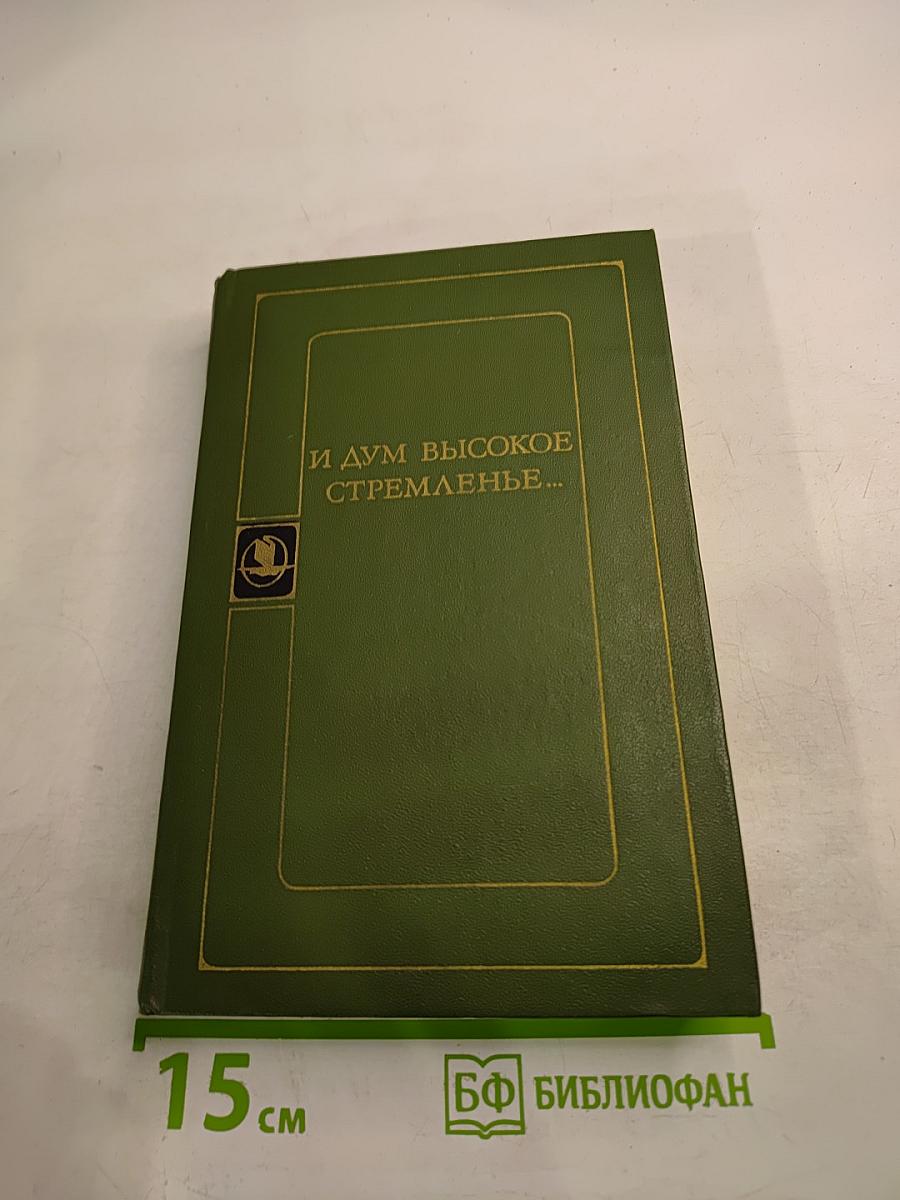 И ДУМ ВЫСОКОЕ
СТРЕМЛЕНЬЕ...
15 см
БФ БИБЛИОФАН